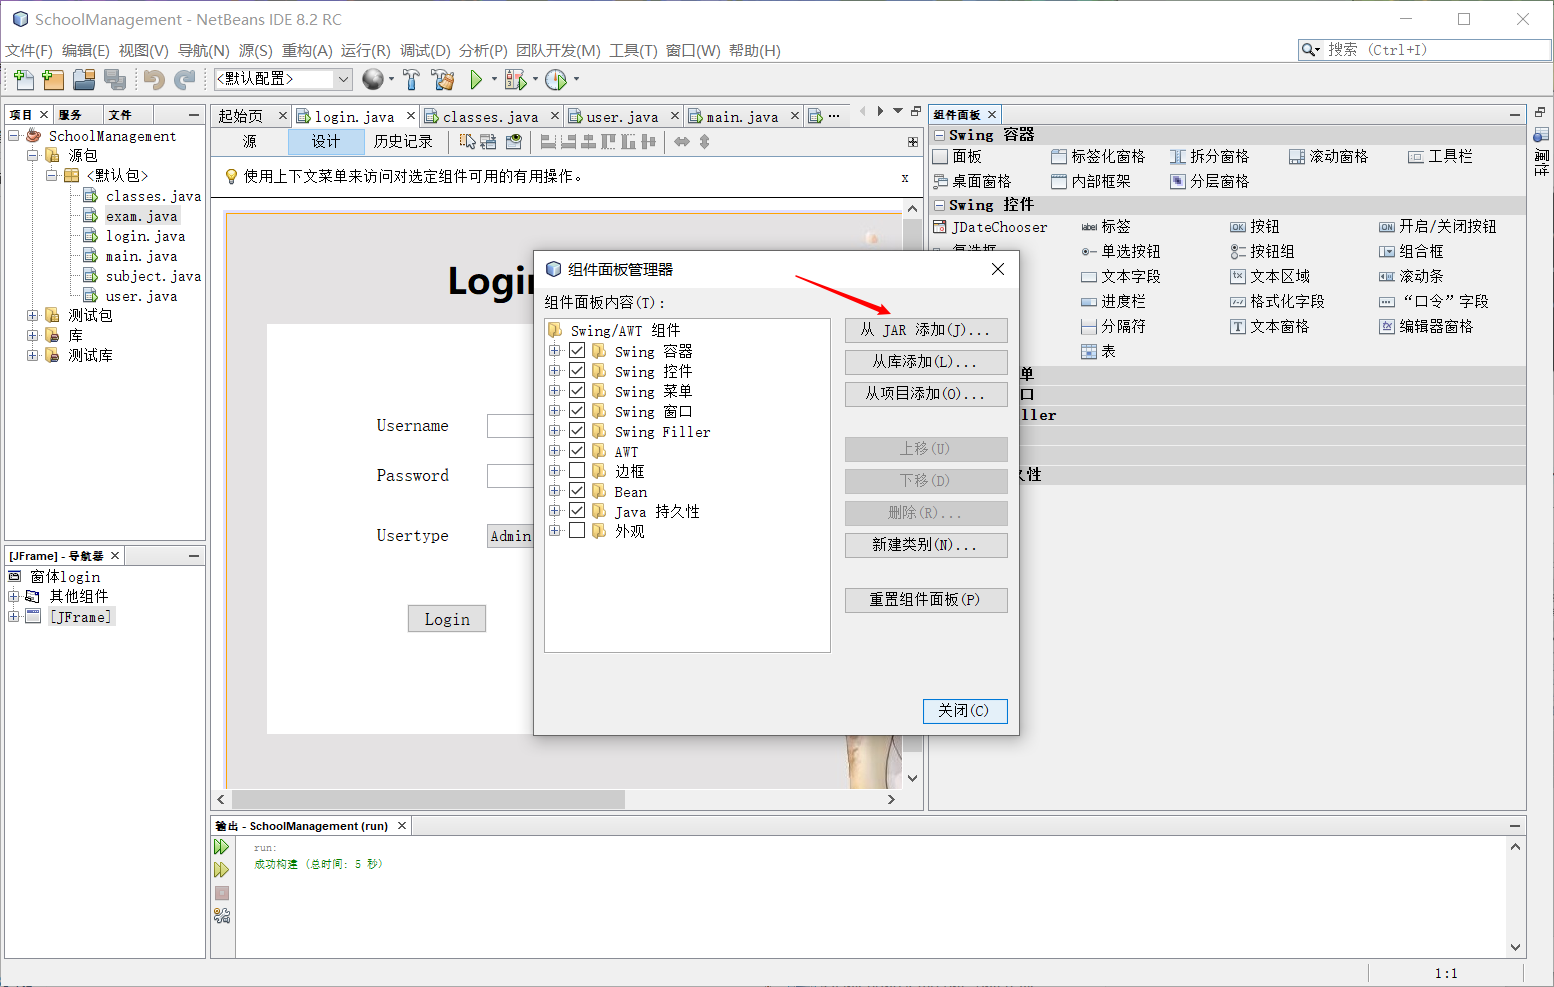 SchoolManagement - NetBeans IDE 8.2 RC
文件(F) 编辑(E) 视图(V) 导航(N) 源(S) 重构(A) 运行(R) 调试(D) 分析(P) 团队开发(M) 工具(T) 窗口(W) 帮助(H)
搜索 (Ctrl+I)
<默认配置>
项目 服务 文件
SchoolManagement
源包
<默认包>
classes.java
exam.java
login.java
main.java
subject.java
user.java
测试包
库
测试库
[JFrame] - 导航器
窗体login
其他组件
[JFrame]
起始页 login.java classes.java user.java main.java ...
源 设计 历史记录
使用上下文菜单来访问对选定组件可用的有用操作。 x
Login
Username
Password
Usertype Admin
Login
组件面板管理器
组件面板内容(T):
Swing/AWT 组件
Swing 容器
Swing 控件
Swing 菜单
Swing 窗口
Swing Filler
AWT
边框
Bean
Java 持久性
外观
从 JAR 添加(J)...
从库添加(L)...
从项目添加(O)...
上移(U)
下移(D)
删除(R)...
新建类别(N)...
重置组件面板(P)
关闭(C)
组件面板
Swing 容器
面板 标签化窗格 拆分窗格 滚动窗格 工具栏
桌面窗格 内部框架 分层窗格
Swing 控件
JDateChooser label 标签 OK 按钮 ON 开启/关闭按钮
复选框 单选按钮 按钮组 组合框
文本字段 文本区域 滚动条
进度栏 格式化字段 “口令”字段
分隔符 文本窗格 编辑器窗格
表
单
口
ller
久性
属性
输出 - SchoolManagement (run)
run:
成功构建 (总时间: 5 秒)
1:1